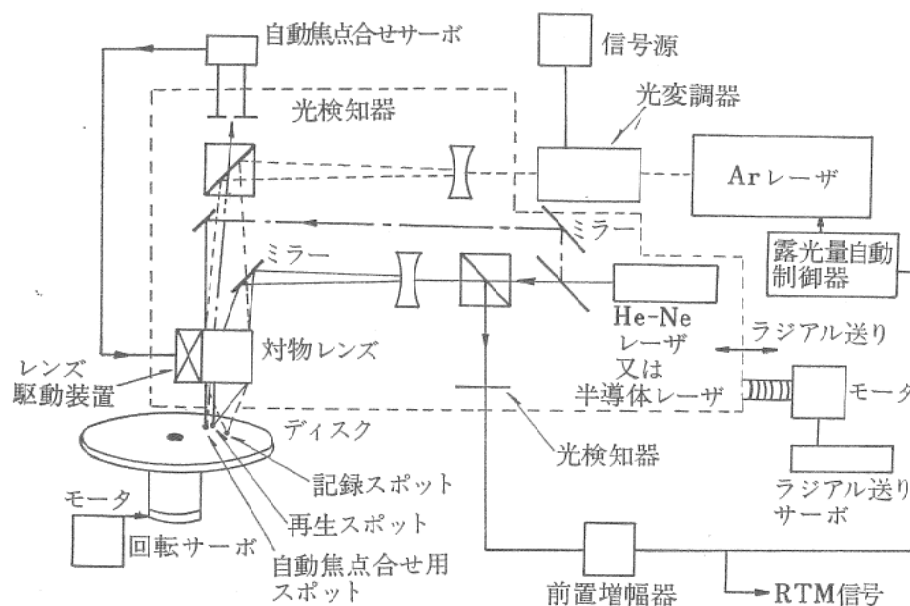 自動焦点合せサーボ
信号源
光検知器
光変調器
Arレーザ
ミラー
露光量自動
制御器
ミラー
He-Ne
レーザ
又は
半導体レーザ
ラジアル送り
対物レンズ
レンズ
駆動装置
モータ
ディスク
光検知器
記録スポット
ラジアル送り
サーボ
モータ
再生スポット
回転サーボ
自動焦点合せ用
スポット
前置増幅器
RTM信号